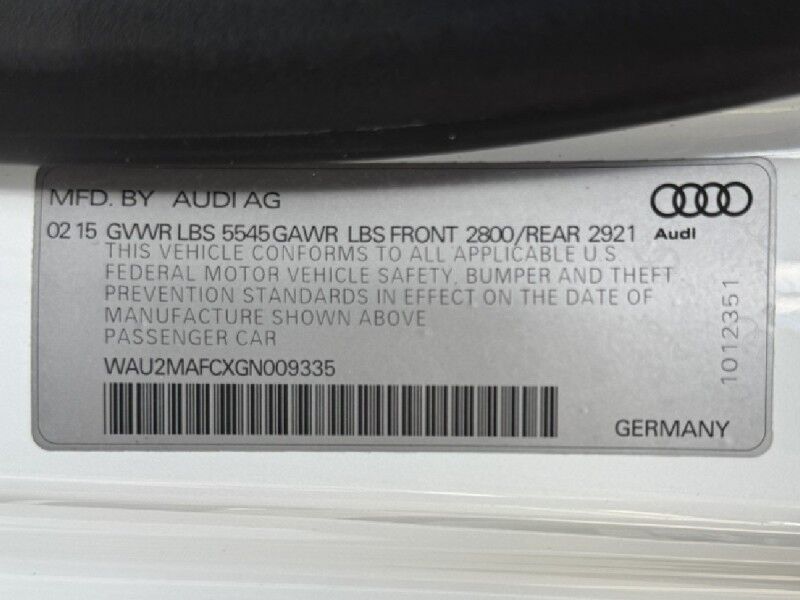 MFD. BY AUDI AG
02 15 GVWR LBS 5545 GAWR LBS FRONT 2800/REAR 2921
Audi
THIS VEHICLE CONFORMS TO ALL APPLICABLE U S
FEDERAL MOTOR VEHICLE SAFETY, BUMPER AND THEFT
PREVENTION STANDARDS IN EFFECT ON THE DATE OF
MANUFACTURE SHOWN ABOVE
PASSENGER CAR
WAU2MAFCXGN009335
GERMANY
1012351